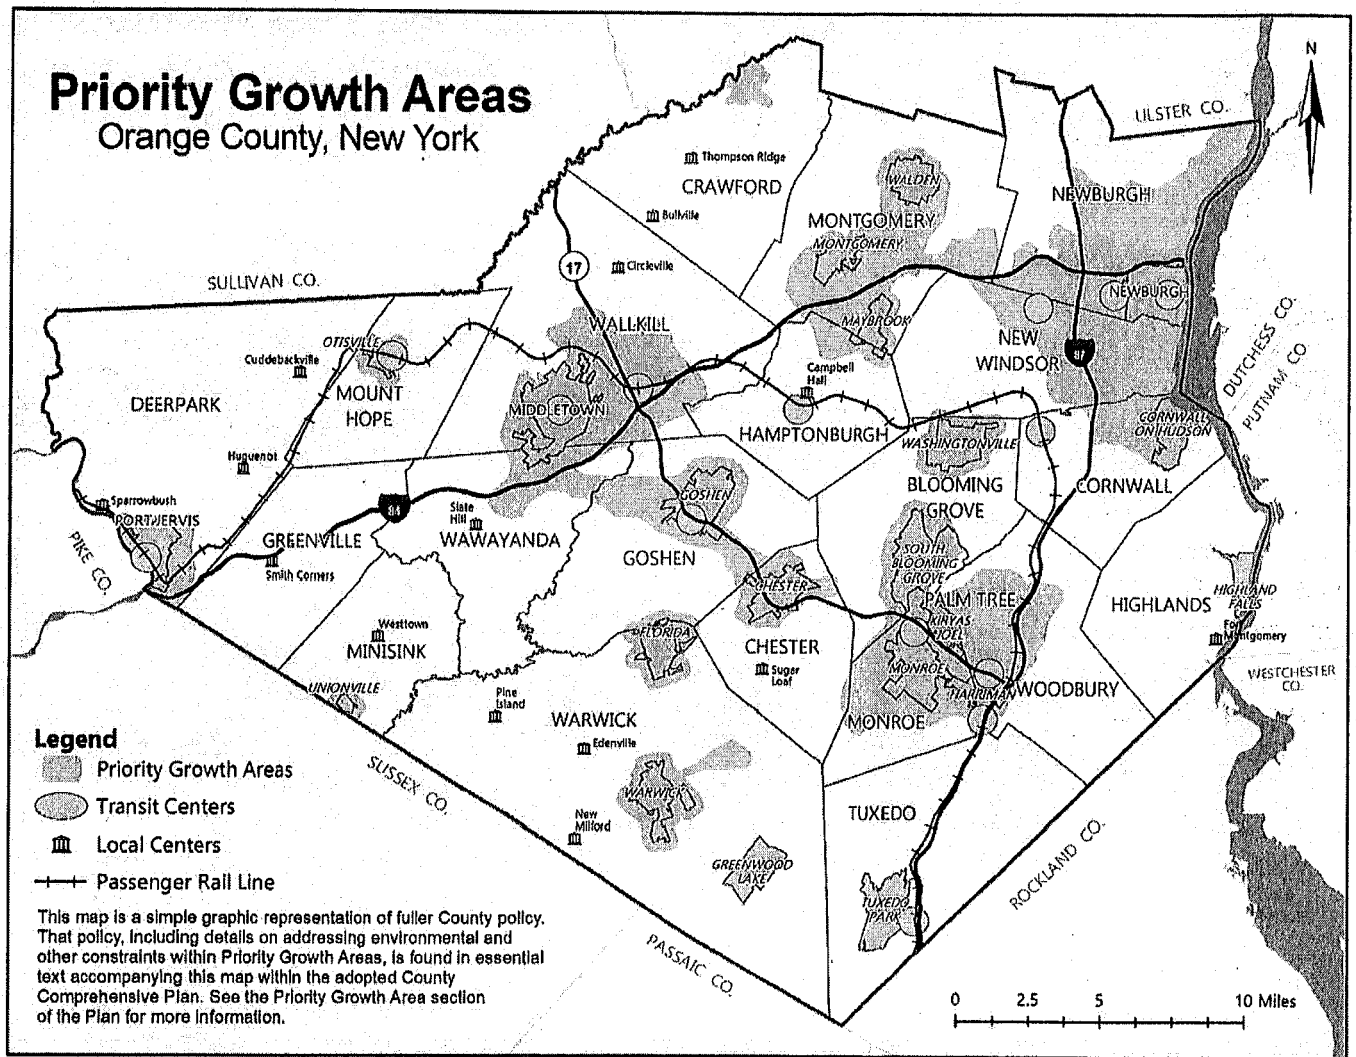 Priority Growth Areas
Orange County, New York
N
ULSTER CO.
Thompson Ridge
CRAWFORD
WALDEN
NEWBURGH
Bullville
MONTGOMERY
MONTGOMERY
17
Circleville
SULLIVAN CO.
NEWBURGH
WALLKILL
MAYBROOK
OTISVILLE
NEW
WINDSOR
87
DUTCHESS CO.
PUTNAM CO.
Cuddebackville
Campbell
Hall
MOUNT
HOPE
DEERPARK
MIDDLETOWN
HAMPTONBURGH
WASHINGTONVILLE
CORNWALL
ON HUDSON
Huguenot
BLOOMING
GROVE
CORNWALL
GOSHEN
Sparrowbush
PORT JERVIS
84
Slate
Hill
GREENVILLE
WAWAYANDA
PIKE CO.
GOSHEN
SOUTH
BLOOMING
GROVE
Smith Corners
CHESTER
PALM TREE
HIGHLANDS
HIGHLAND
FALLS
KIRYAS
JOEL
Fort
Montgomery
Westtown
MINISINK
FLORIDA
CHESTER
Sugar
Loaf
MONROE
WESTCHESTER
CO.
UNIONVILLE
HARRIMAN
WOODBURY
Pine
Island
WARWICK
MONROE
Edenville
Legend
Priority Growth Areas
Transit Centers
Local Centers
Passenger Rail Line
SUSSEX CO.
WARWICK
New
Milford
TUXEDO
GREENWOOD
LAKE
ROCKLAND CO.
TUXEDO
PARK
PASSAIC CO.
This map is a simple graphic representation of fuller County policy.
That policy, including details on addressing environmental and
other constraints within Priority Growth Areas, is found in essential
text accompanying this map within the adopted County
Comprehensive Plan. See the Priority Growth Area section
of the Plan for more information.
0 2.5 5 10 Miles